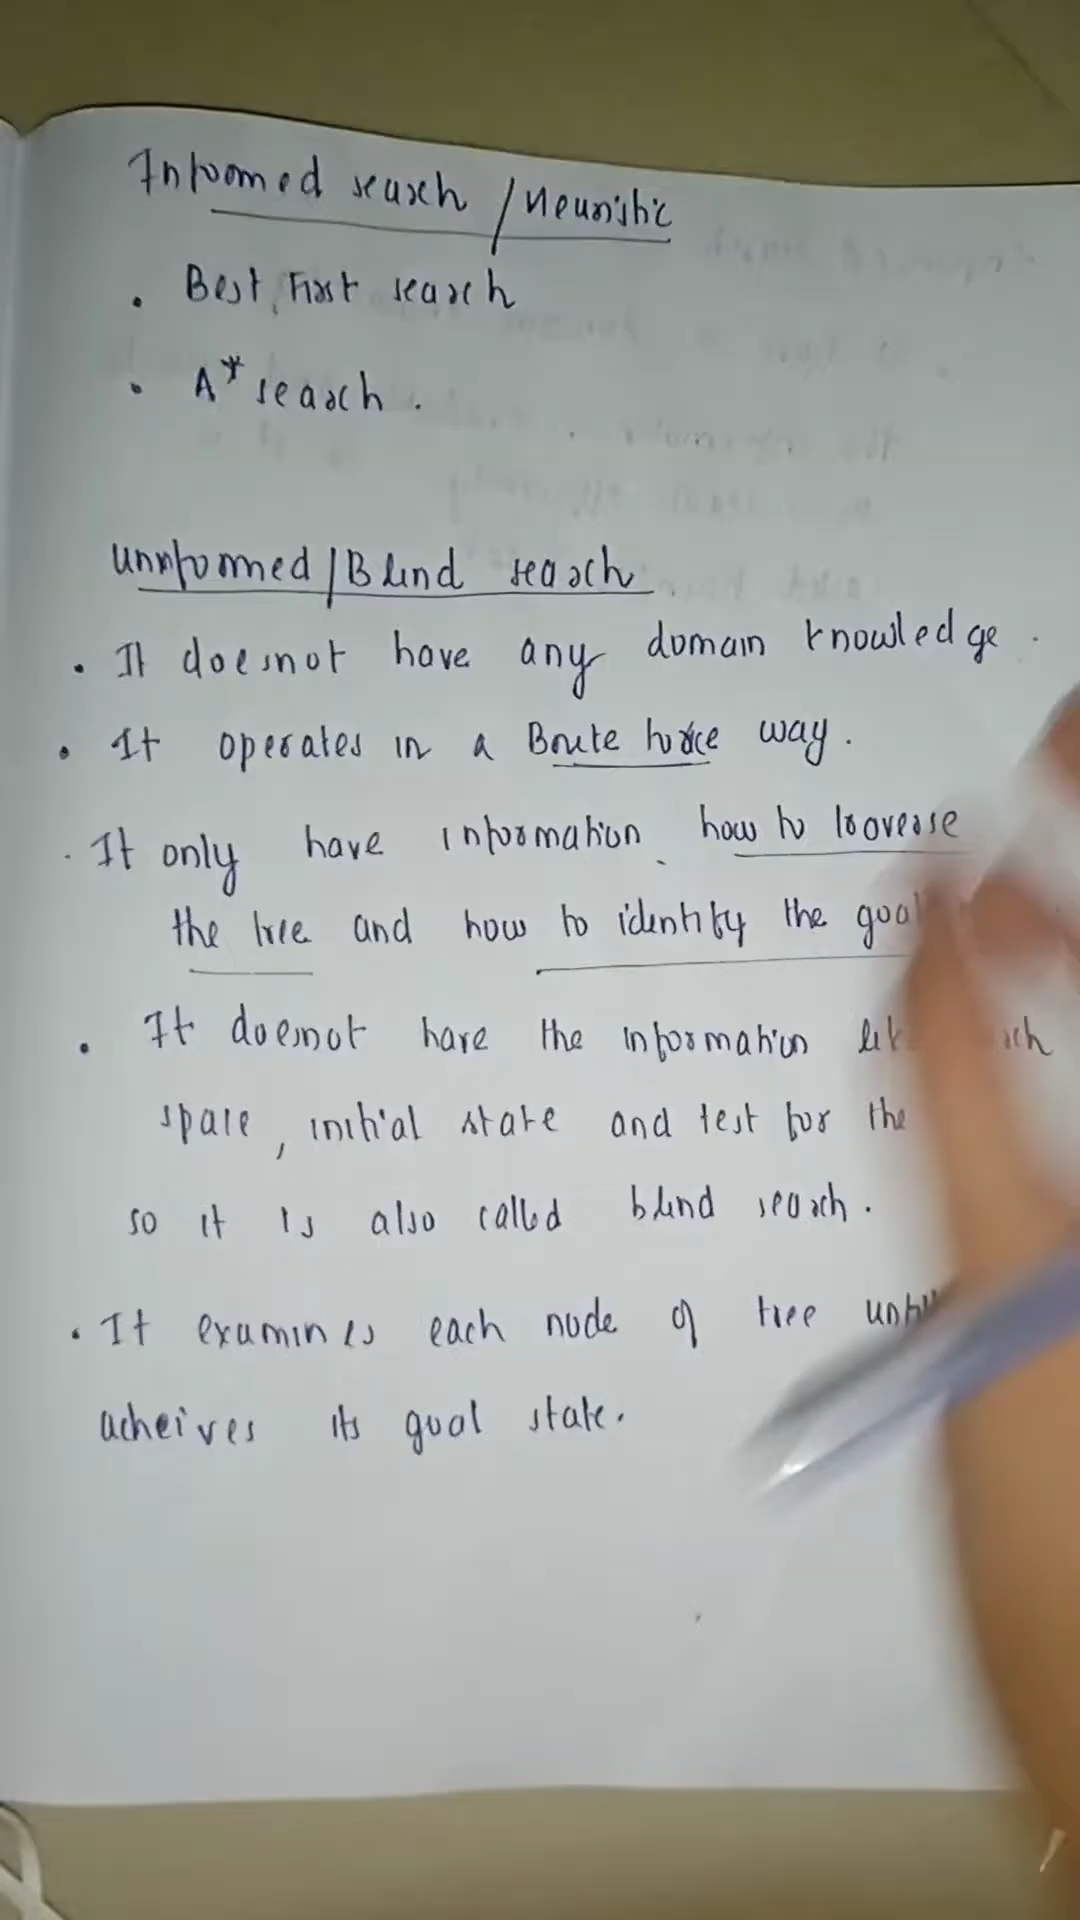 Informed search / Heuristic
. Best First search
. A* search.
uninformed / Blind search
. It doesnot have any domain knowledge.
. It operates in a Brute force way.
. It only have information how to traverse
the tree and how to identify the goal
. It doesnot have the information
space, initial state and test for the
so it is also called blind search.
. It examines each node of tree
acheives its goal state.